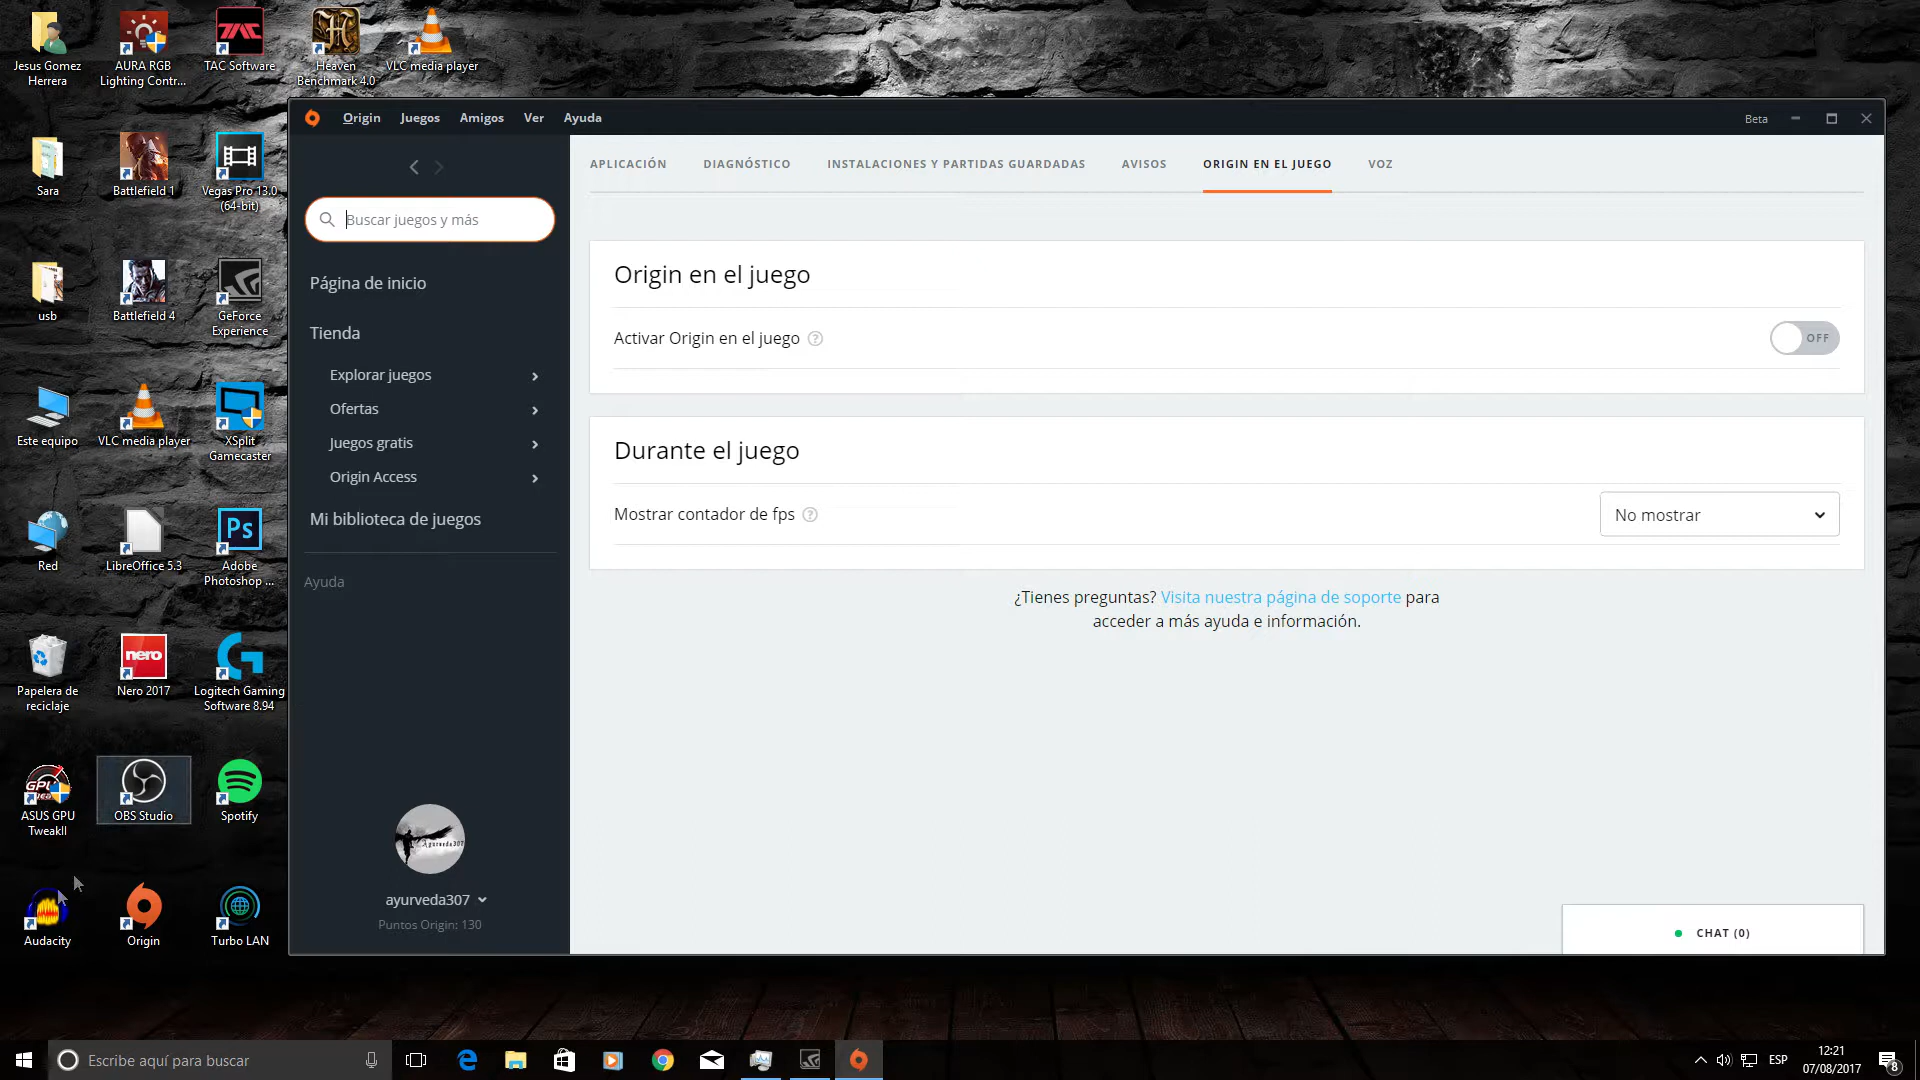 Jesus Gomez
Herrera
AURA RGB
Lighting Contr...
TAC Software
Heaven
Benchmark 4.0
VLC media player
Sara
Battlefield 1
Vegas Pro 13.0
(64-bit)
usb
Battlefield 4
GeForce
Experience
Este equipo
VLC media player
XSplit
Gamecaster
Red
LibreOffice 5.3
Ps
Adobe
Photoshop ...
Papelera de
reciclaje
nero
Nero 2017
Logitech Gaming
Software 8.94
ASUS GPU
TweakII
OBS Studio
Spotify
Audacity
Origin
Turbo LAN
Origin
Juegos
Amigos
Ver
Ayuda
Beta
Buscar juegos y más
Página de inicio
Tienda
Explorar juegos
Ofertas
Juegos gratis
Origin Access
Mi biblioteca de juegos
Ayuda
ayurveda307
Puntos Origin: 130
APLICACIÓN
DIAGNÓSTICO
INSTALACIONES Y PARTIDAS GUARDADAS
AVISOS
ORIGIN EN EL JUEGO
VOZ
Origin en el juego
Activar Origin en el juego ?
OFF
Durante el juego
Mostrar contador de fps ?
No mostrar
¿Tienes preguntas? Visita nuestra página de soporte para
acceder a más ayuda e información.
CHAT (0)
Escribe aquí para buscar
ESP
12:21
07/08/2017
8